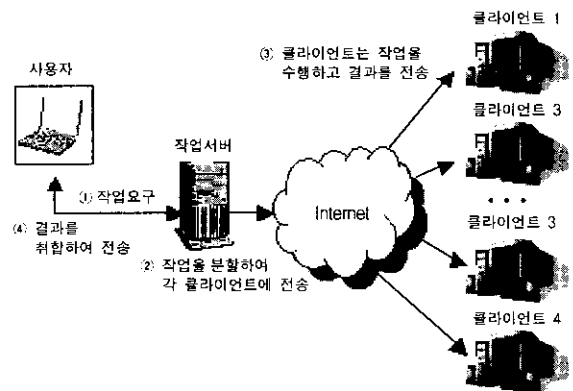 클라이언트 1
③ 클라이언트는 작업을
수행하고 결과를 전송
사용자
클라이언트 3
작업서버
① 작업요구
Internet
...
클라이언트 3
④ 결과를
취합하여 전송
② 작업을 분할하여
각 클라이언트에 전송
클라이언트 4